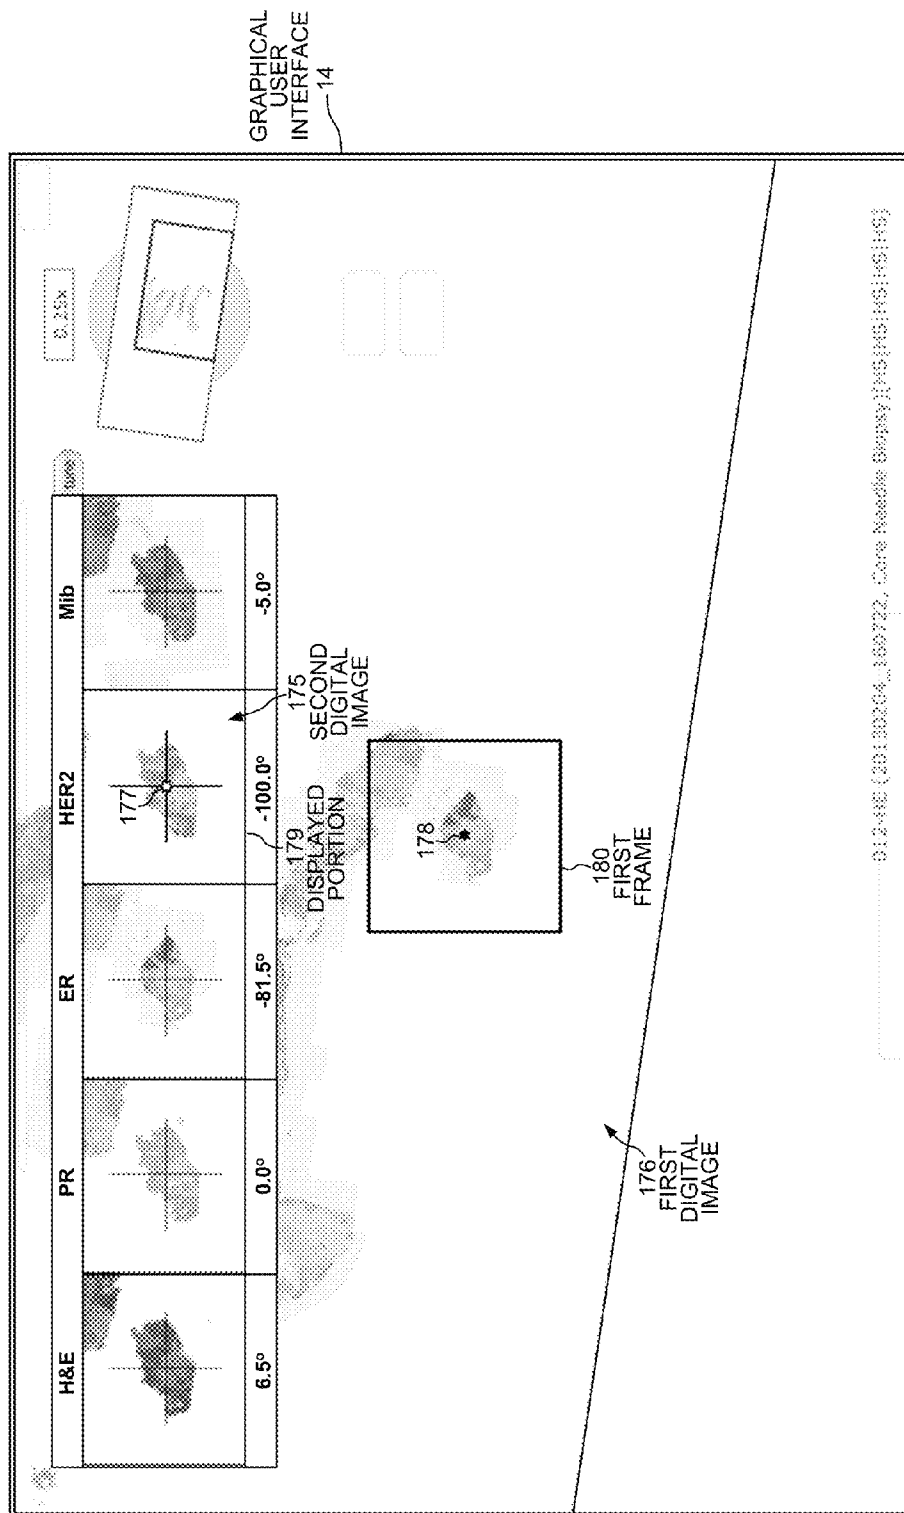 GRAPHICAL
USER
INTERFACE
14
0.25x
H&E PR ER HER2 Mib
177
6.5° 0.0° -81.5° -100.0° -5.0°
175
SECOND
DIGITAL
IMAGE
179
DISPLAYED
PORTION
178
180
FIRST
FRAME
176
FIRST
DIGITAL
IMAGE